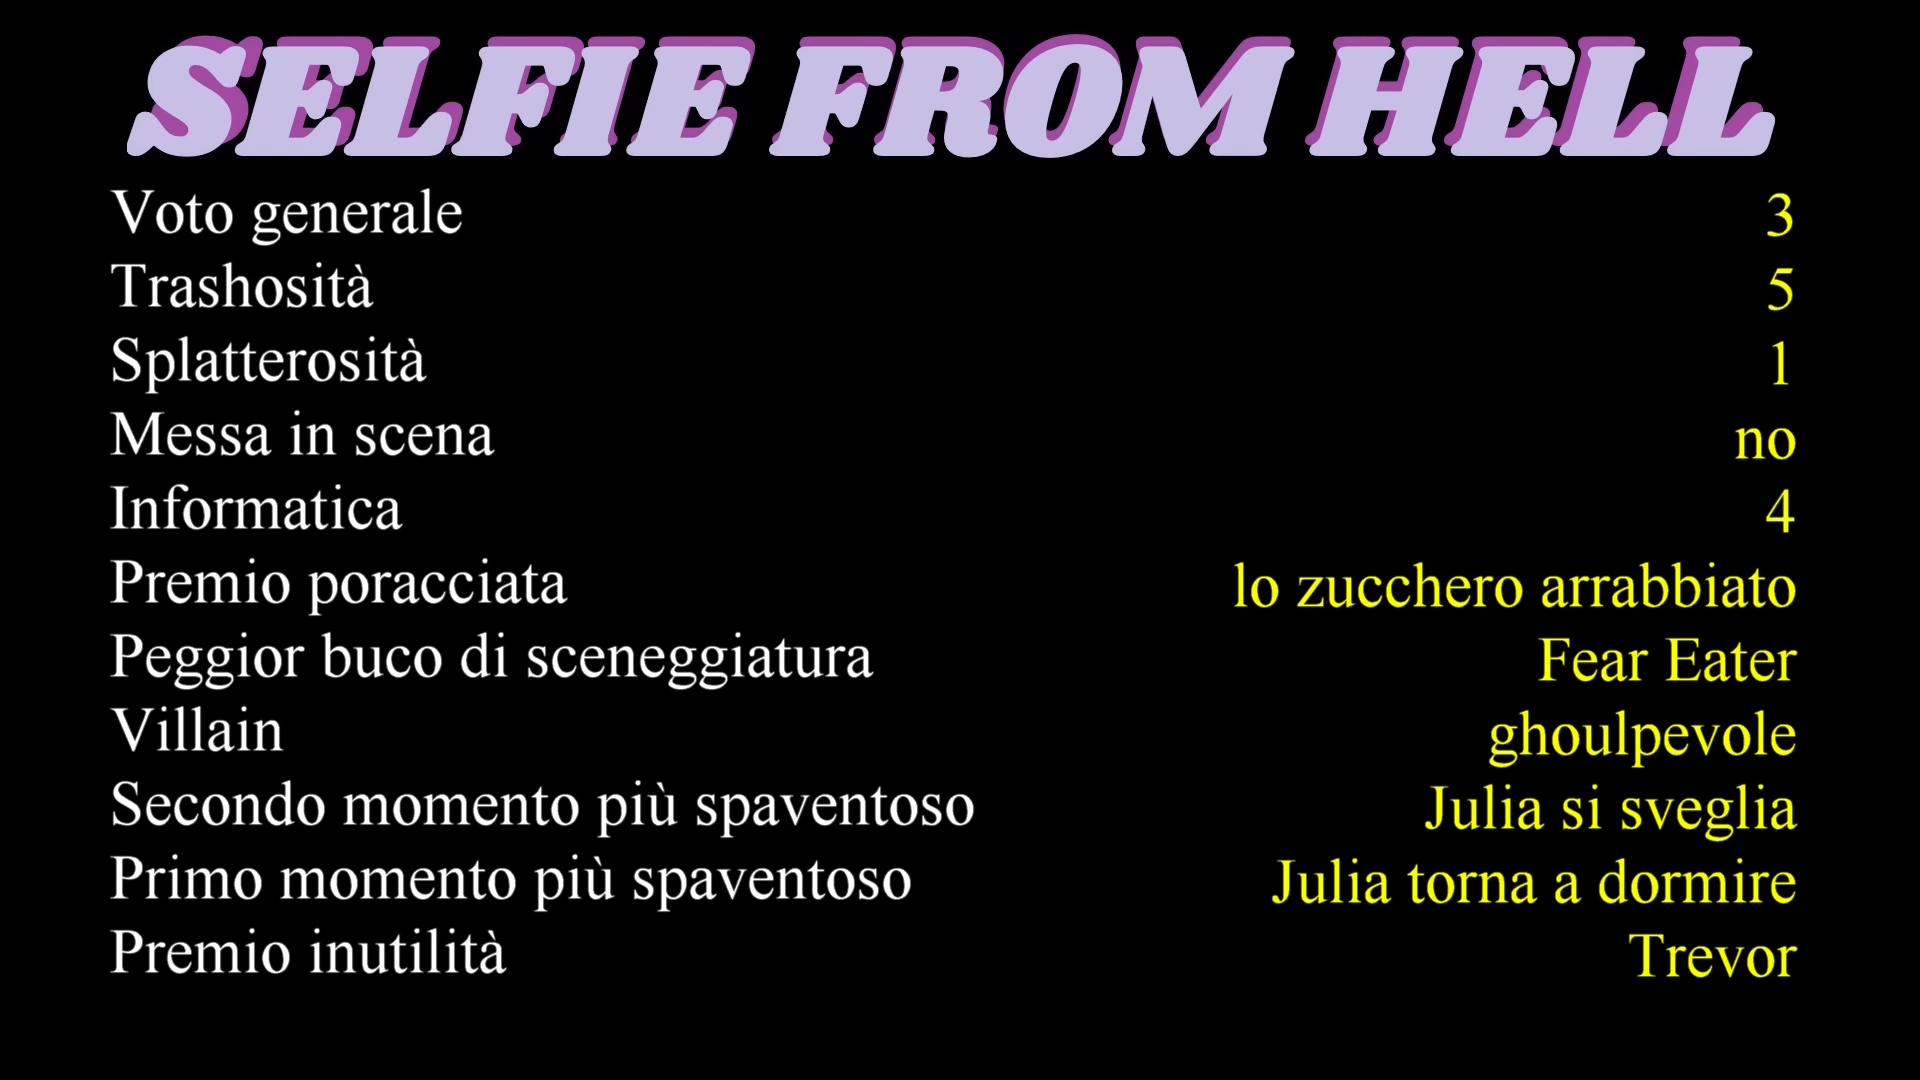 SELFIE FROM HELL
Voto generale 3
Trashosità 5
Splatterosità 1
Messa in scena no
Informatica 4
Premio poracciata lo zucchero arrabbiato
Peggior buco di sceneggiatura Fear Eater
Villain ghoulpevole
Secondo momento più spaventoso Julia si sveglia
Primo momento più spaventoso Julia torna a dormire
Premio inutilità Trevor